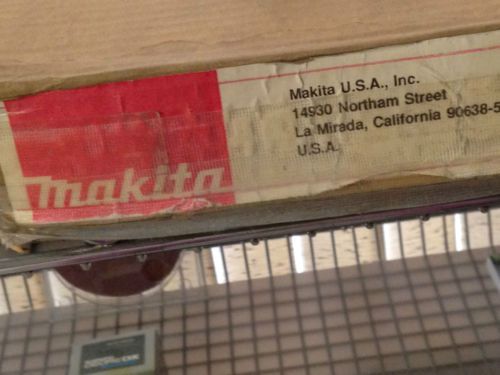 makita
Makita U.S.A., Inc.
14930 Northam Street
La Mirada, California 90638-5
U.S.A.